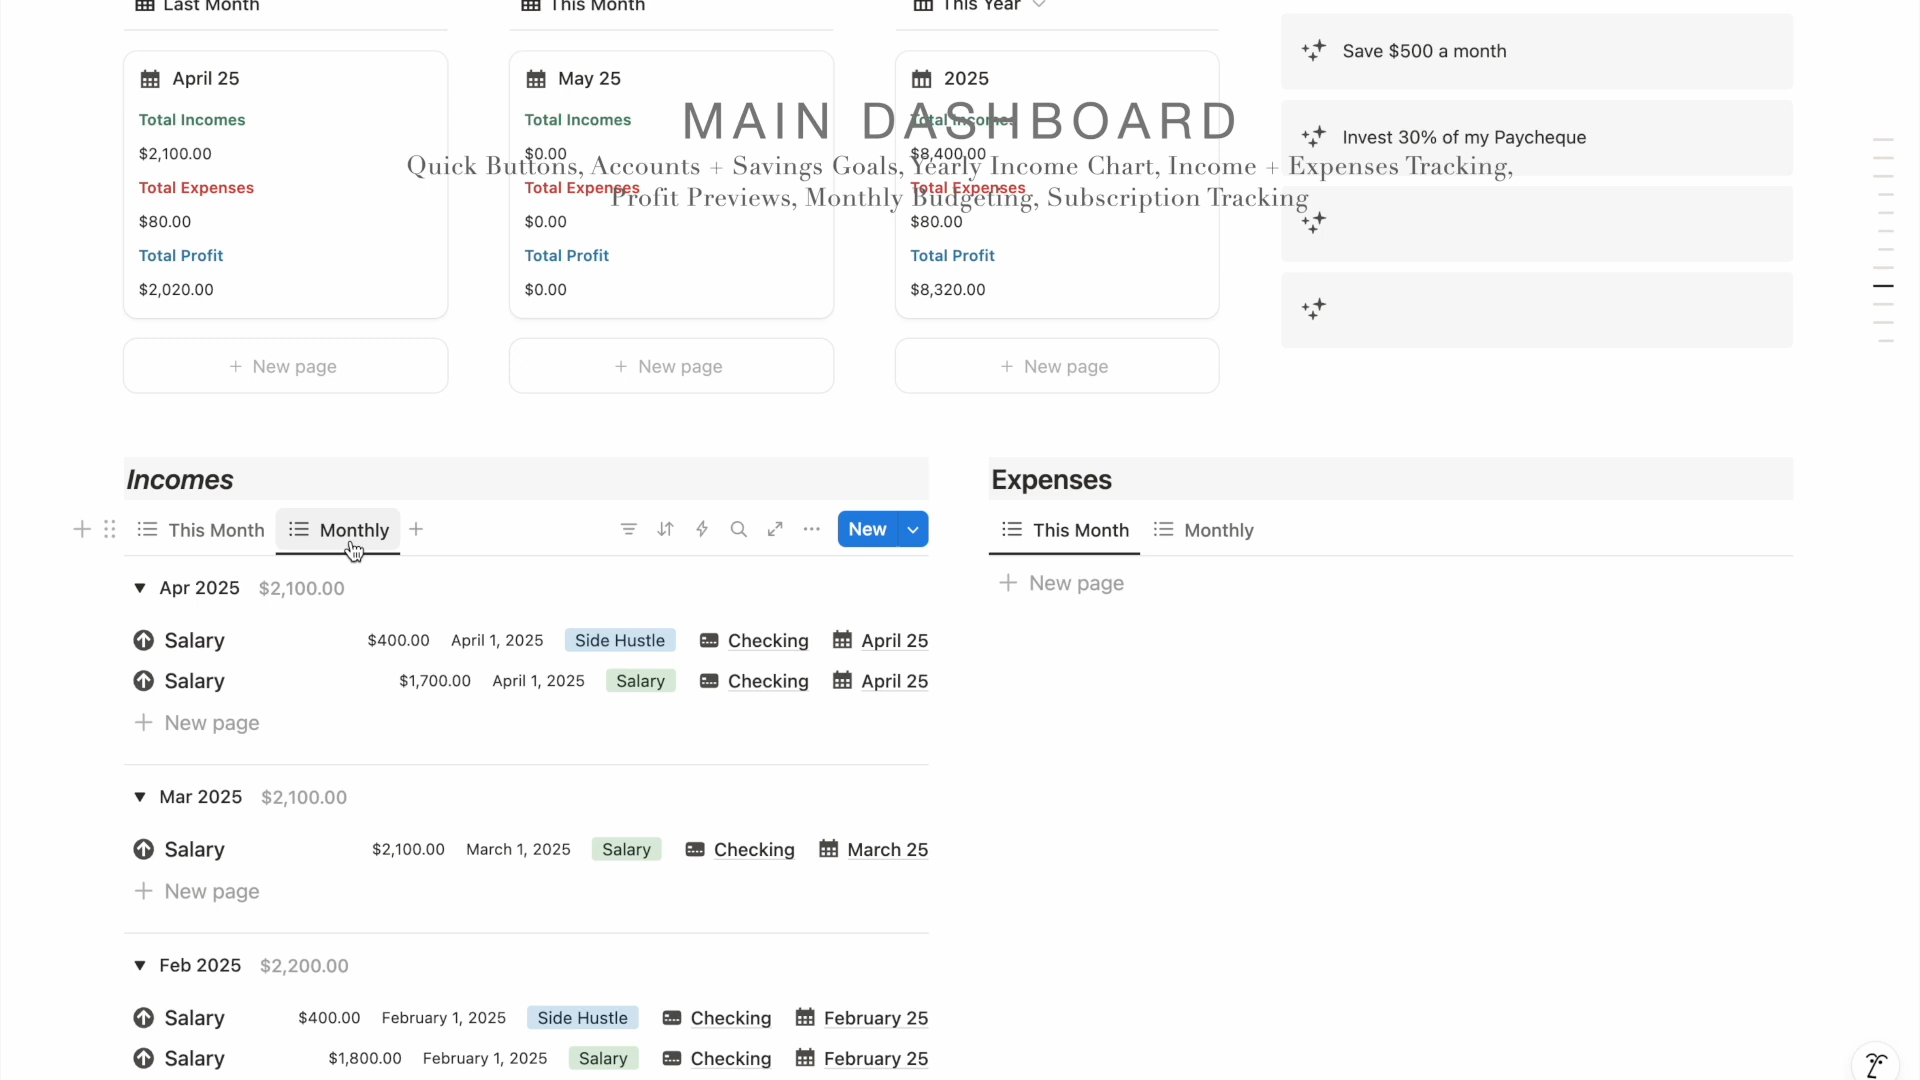 Last Month
This Month
This Year
Save $500 a month
April 25
May 25
2025
MAIN DASHBOARD
Total Incomes
Total Incomes
Total Incomes
Invest 30% of my Paycheque
$2,100.00
$0.00
$8,400.00
Quick Buttons, Accounts + Savings Goals, Yearly Income Chart, Income + Expenses Tracking,
Total Expenses
Total Expenses
Total Expenses
Profit Previews, Monthly Budgeting, Subscription Tracking
$80.00
$0.00
$80.00
Total Profit
Total Profit
Total Profit
$2,020.00
$0.00
$8,320.00
+ New page
+ New page
+ New page
Incomes
This Month Monthly + New
Apr 2025 $2,100.00
Salary $400.00 April 1, 2025 Side Hustle Checking April 25
Salary $1,700.00 April 1, 2025 Salary Checking April 25
+ New page
Mar 2025 $2,100.00
Salary $2,100.00 March 1, 2025 Salary Checking March 25
+ New page
Feb 2025 $2,200.00
Salary $400.00 February 1, 2025 Side Hustle Checking February 25
Salary $1,800.00 February 1, 2025 Salary Checking February 25
Expenses
This Month Monthly
+ New page